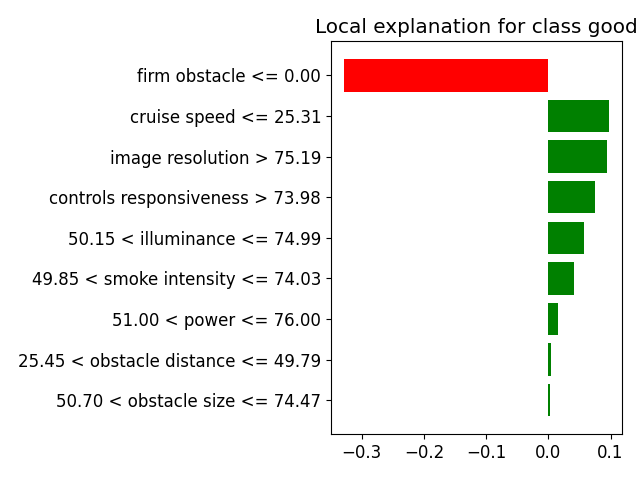 Local explanation for class good
firm obstacle <= 0.00
cruise speed <= 25.31
image resolution > 75.19
controls responsiveness > 73.98
50.15 < illuminance <= 74.99
49.85 < smoke intensity <= 74.03
51.00 < power <= 76.00
25.45 < obstacle distance <= 49.79
50.70 < obstacle size <= 74.47
−0.3 −0.2 −0.1 0.0 0.1